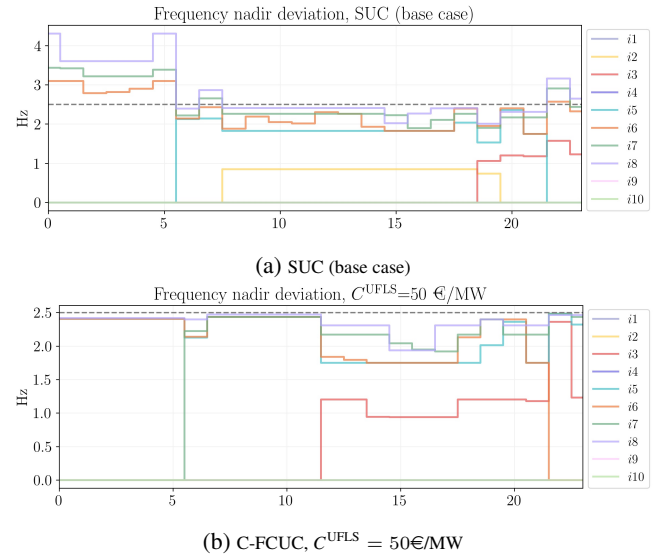 Frequency nadir deviation, SUC (base case)
4
3
2
1
0
Hz
0 5 10 15 20
i1
i2
i3
i4
i5
i6
i7
i8
i9
i10
(a) SUC (base case)
Frequency nadir deviation, C^UFLS=50 €/MW
2.5
2.0
1.5
1.0
0.5
0.0
Hz
0 5 10 15 20
i1
i2
i3
i4
i5
i6
i7
i8
i9
i10
(b) C-FCUC, C^UFLS = 50€/MW